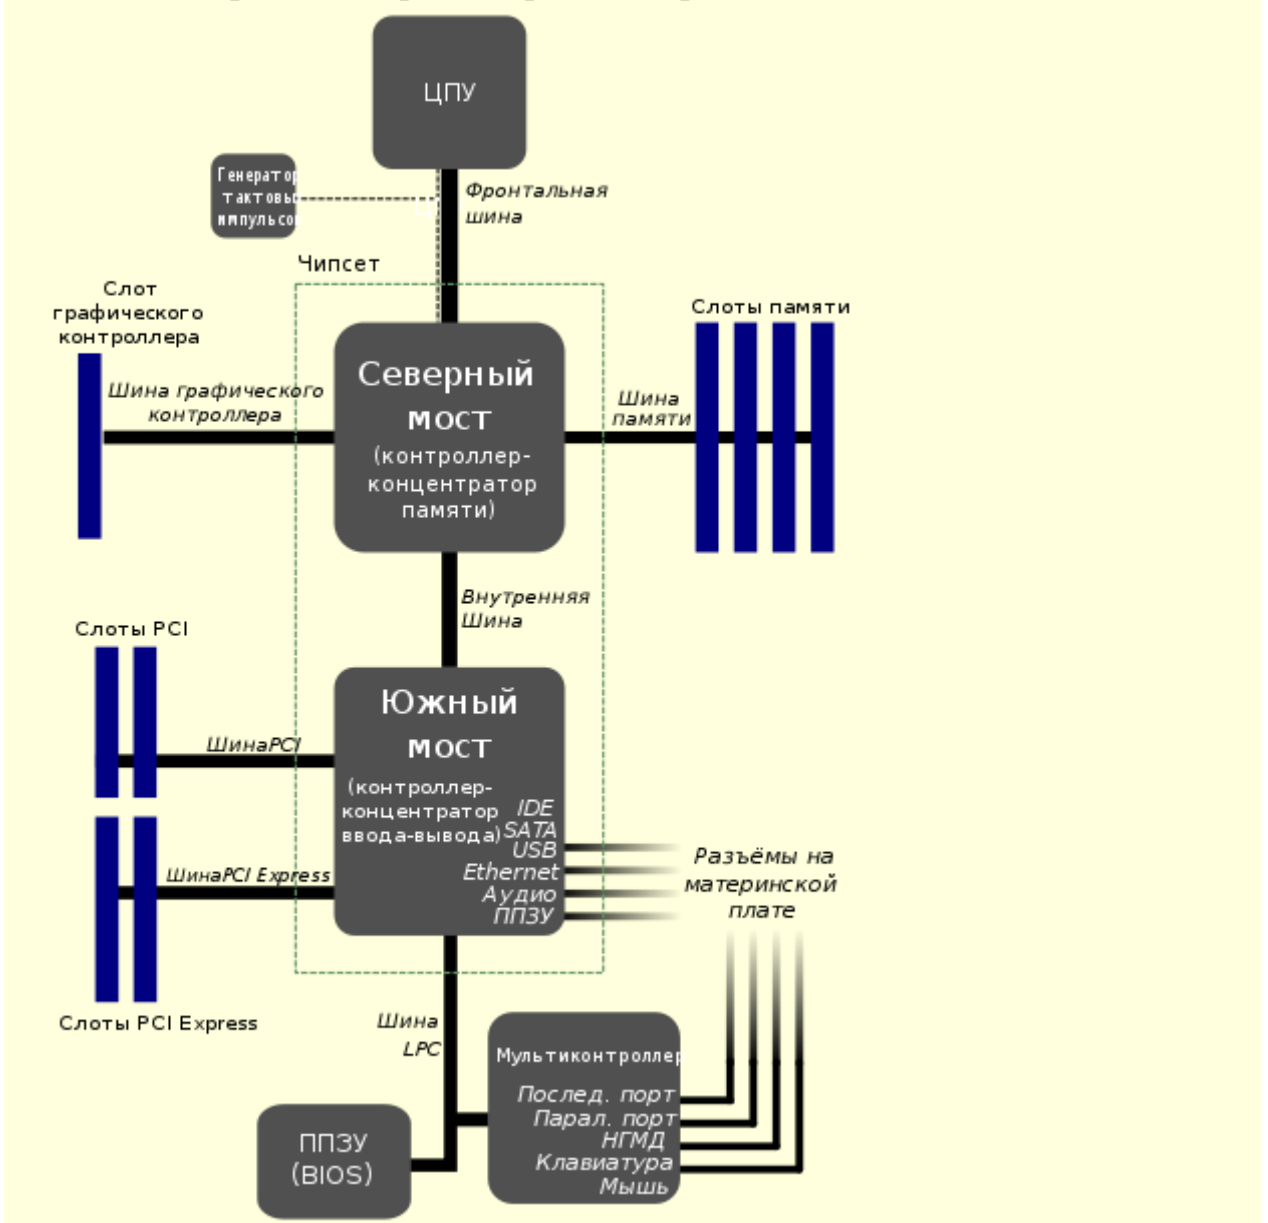 ЦПУ
Генератор
тактовы
импульсо
Фронтальная
шина
Чипсет
Слот
графического
контроллера
Слоты памяти
Шина графического
контроллера
Северный
мост
(контроллер-
концентратор
памяти)
Шина
памяти
Внутренняя
Шина
Слоты PCI
ШинаPCI
Южный
мост
(контроллер-
концентратор
ввода-вывода)
IDE
SATA
USB
Ethernet
Аудио
ППЗУ
ШинаPCI Express
Слоты PCI Express
Разъёмы на
материнской
плате
Шина
LPC
Мультиконтроллер
Послед. порт
Парал. порт
НГМД
Клавиатура
Мышь
ППЗУ
(BIOS)